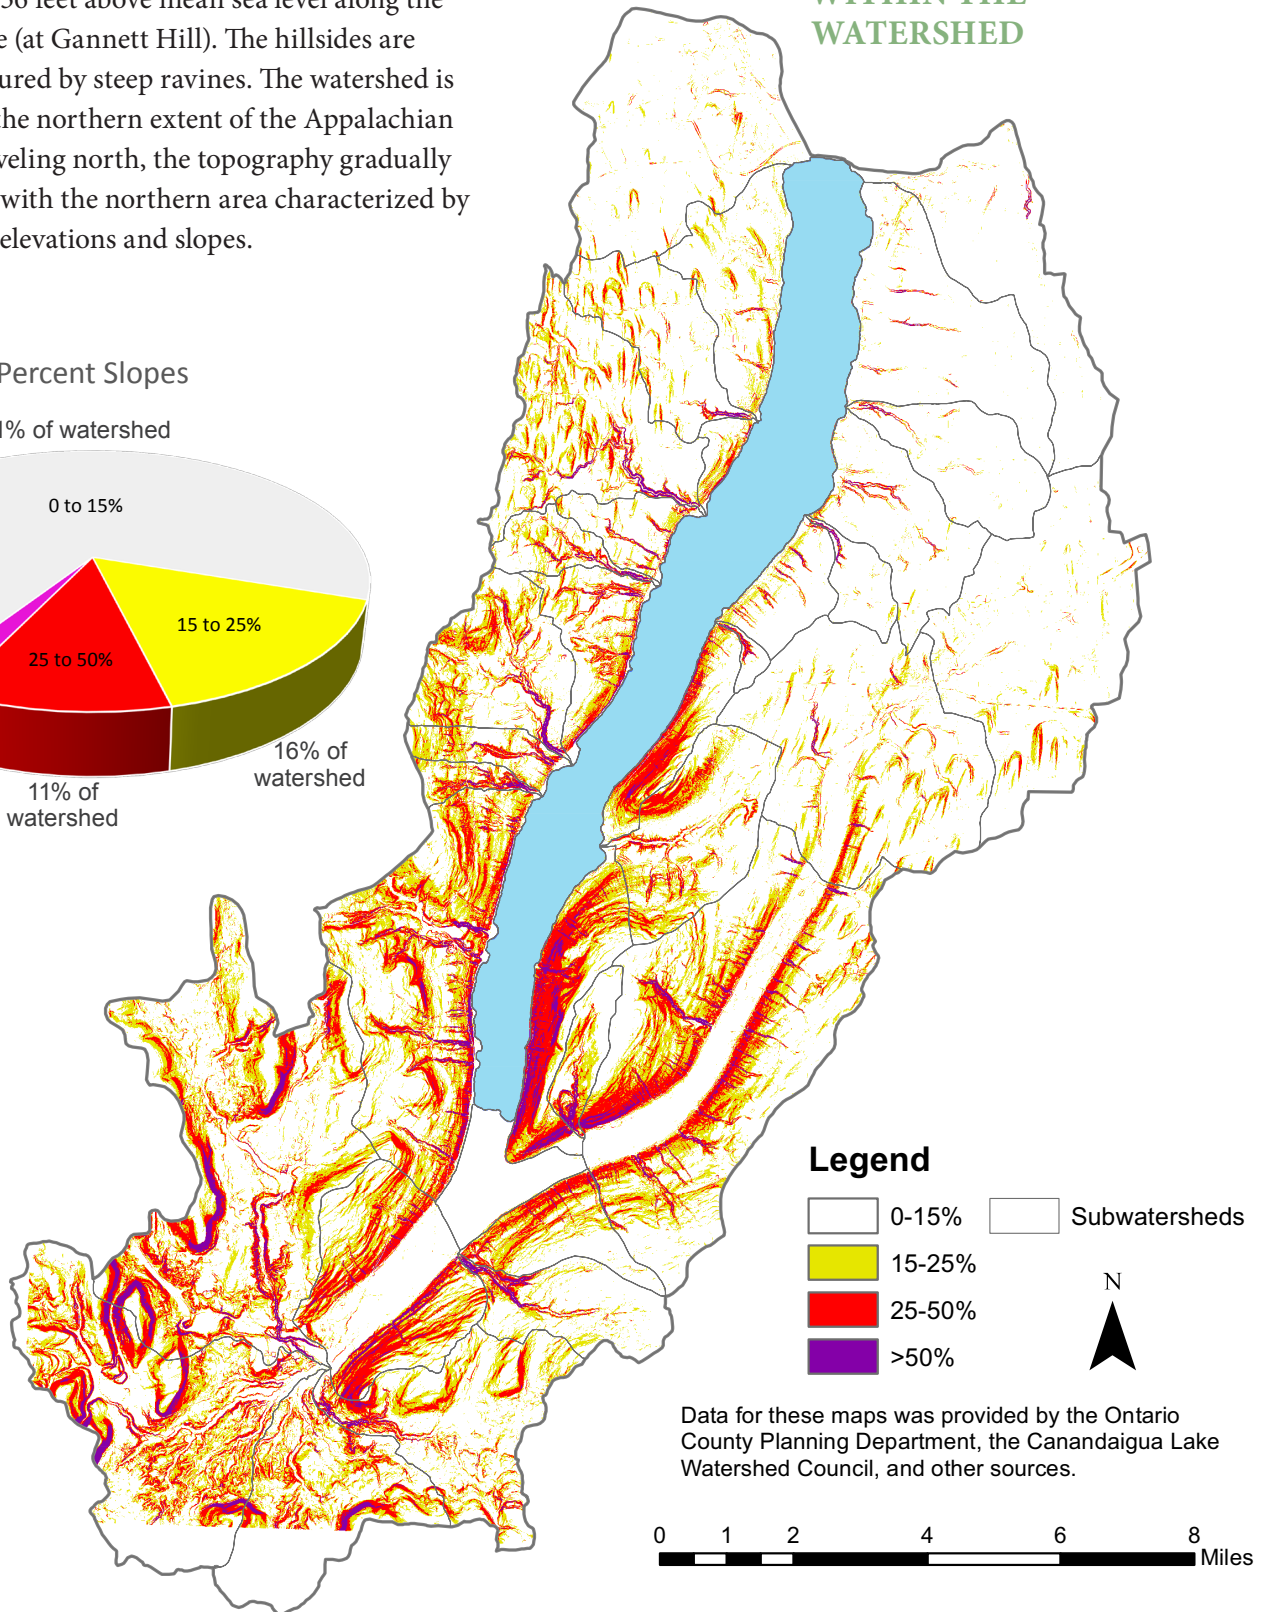 feet above mean sea level along the
(at Gannett Hill). The hillsides are
by steep ravines. The watershed is
the northern extent of the Appalachian
north, the topography gradually
with the northern area characterized by
elevations and slopes.
WITHIN THE
WATERSHED
Percent Slopes
% of watershed
0 to 15%
15 to 25%
25 to 50%
16% of
watershed
11% of
watershed
Legend
0-15%
Subwatersheds
15-25%
25-50%
>50%
N
Data for these maps was provided by the Ontario
County Planning Department, the Canandaigua Lake
Watershed Council, and other sources.
0 1 2 4 6 8
Miles